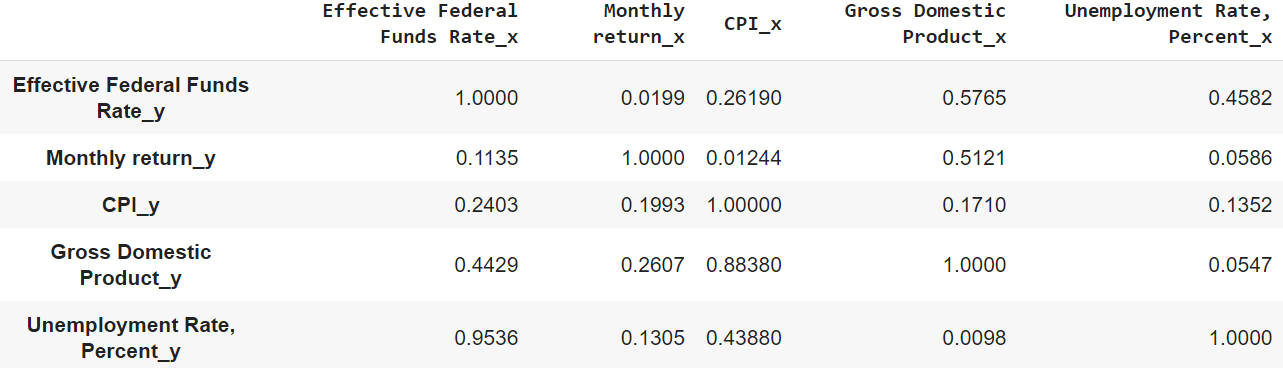 Effective Federal Funds Rate_x Monthly return_x CPI_x Gross Domestic Product_x Unemployment Rate, Percent_x
Effective Federal Funds Rate_y 1.0000 0.0199 0.26190 0.5765 0.4582
Monthly return_y 0.1135 1.0000 0.01244 0.5121 0.0586
CPI_y 0.2403 0.1993 1.00000 0.1710 0.1352
Gross Domestic Product_y 0.4429 0.2607 0.88380 1.0000 0.0547
Unemployment Rate, Percent_y 0.9536 0.1305 0.43880 0.0098 1.0000